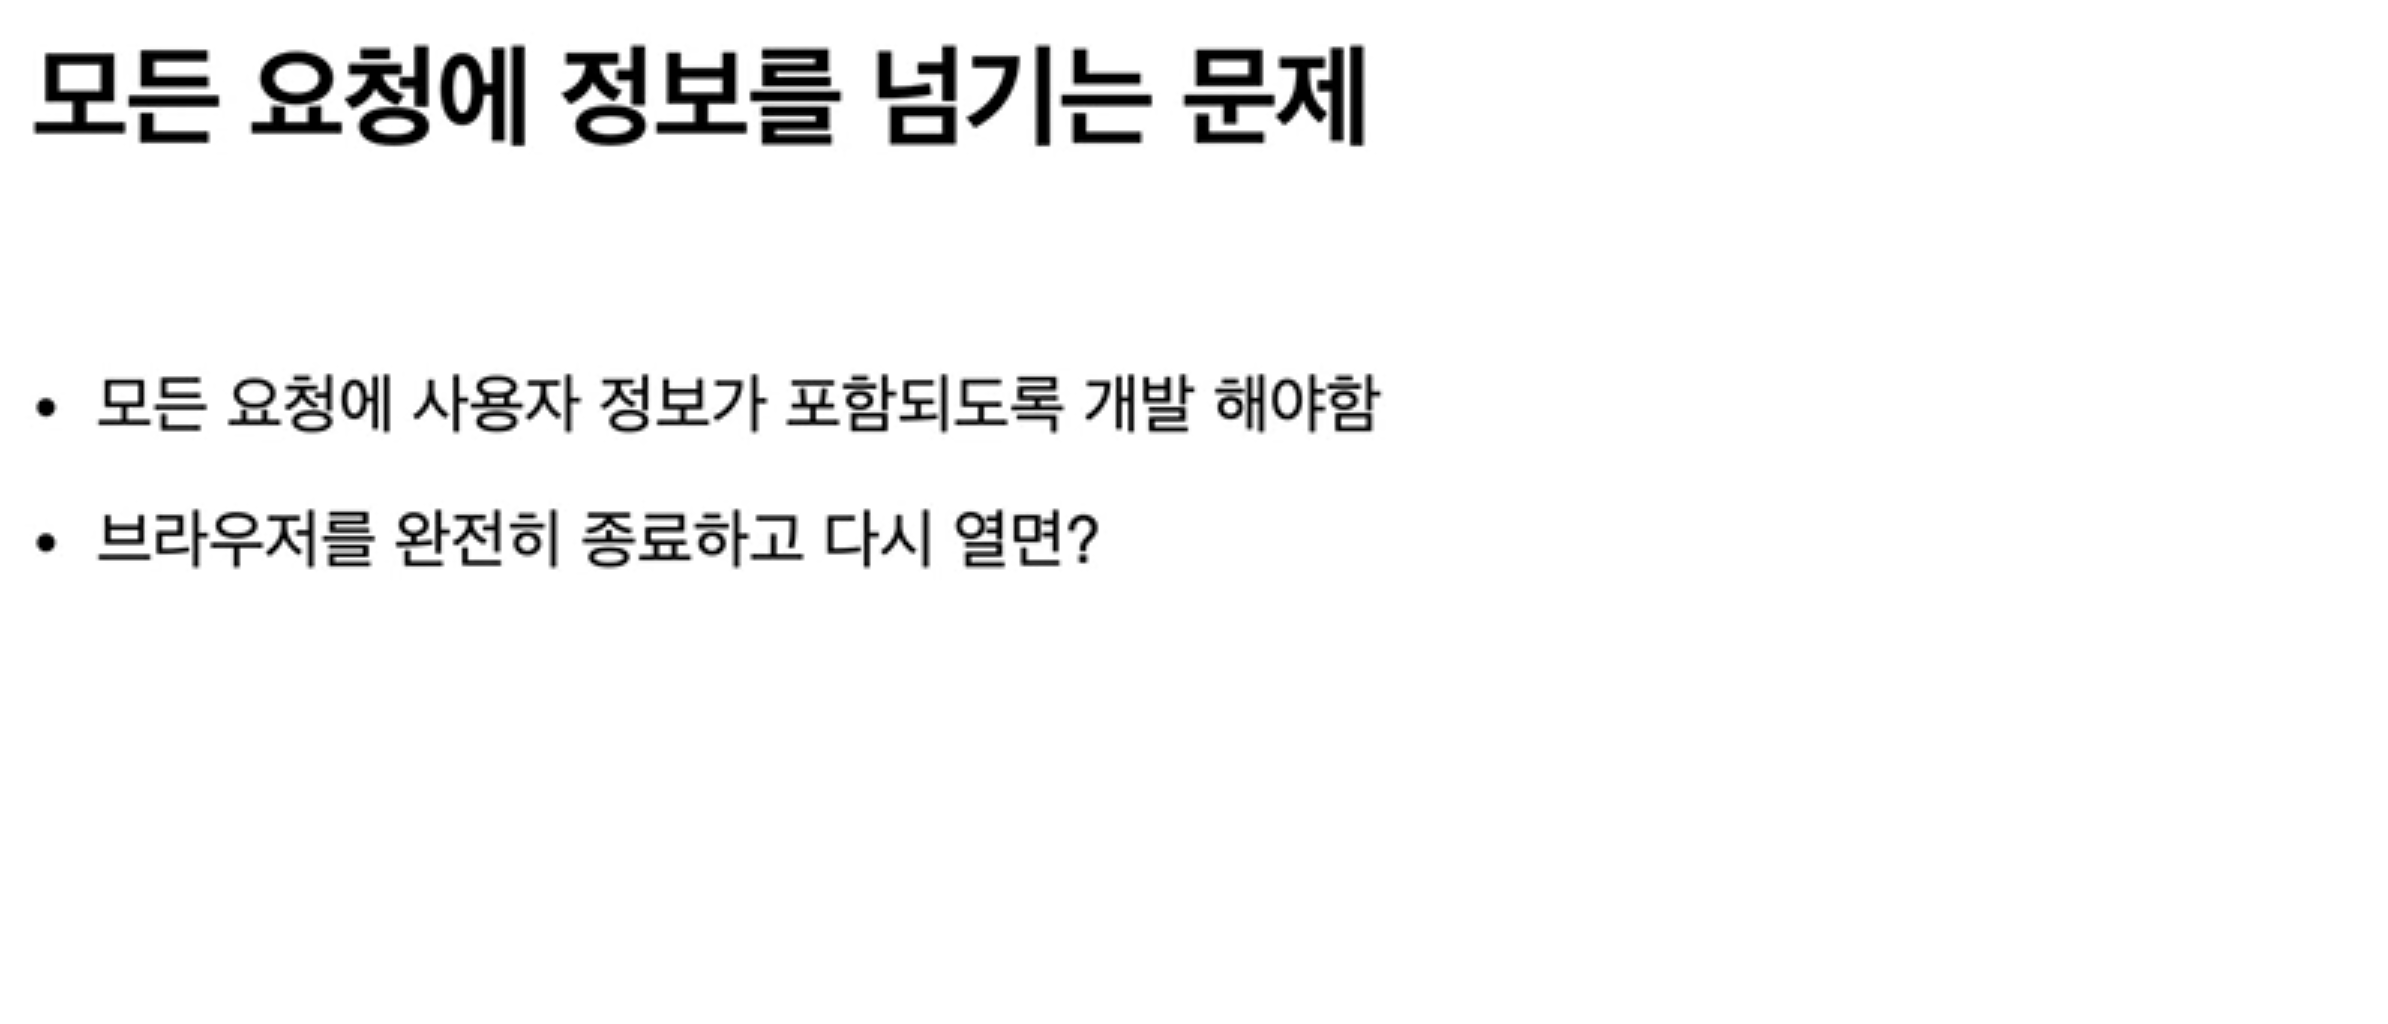 모든 요청에 정보를 넘기는 문제
• 모든 요청에 사용자 정보가 포함되도록 개발 해야함
• 브라우저를 완전히 종료하고 다시 열면?